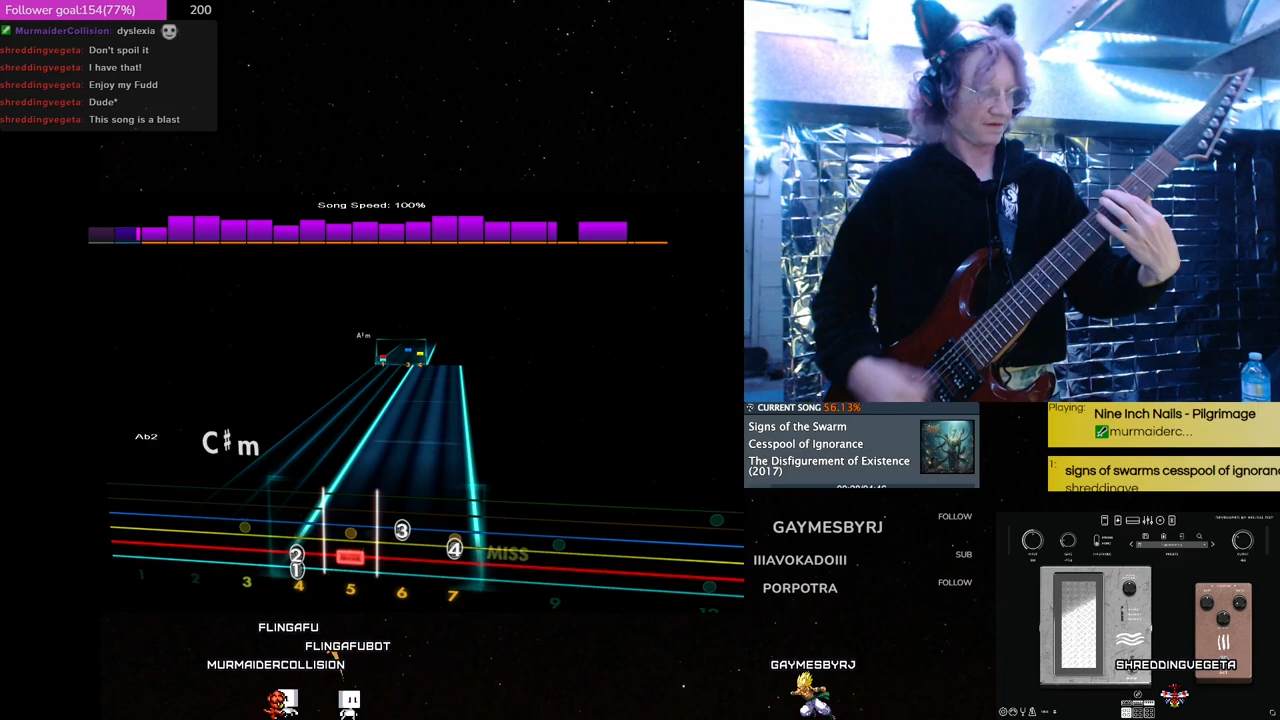 Follower goal:154(77%) 200
MurmaiderCollision: dyslexia
shreddingvegeta: Don't spoil it
shreddingvegeta: I have that!
shreddingvegeta: Enjoy my Fudd
shreddingvegeta: Dude*
shreddingvegeta: This song is a blast
Song Speed: 100%
Ab2
C#m
MISS
1 2 3 4 5 6 7 9 10
1 2 3 4
FLINGAFU
FLINGAFUBOT
MURMAIDERCOLLISION
CURRENT SONG 56.13%
Signs of the Swarm
Cesspool of Ignorance
The Disfigurement of Existence
(2017)
Playing:
Nine Inch Nails - Pilgrimage
murmaiderc...
1:
signs of swarms cesspool of ignoran
shreddingve
GAYMESBYRJ FOLLOW
IIIAVOKADOIII SUB
PORPOTRA FOLLOW
GAYMESBYRJ
SHREDDINGVEGETA